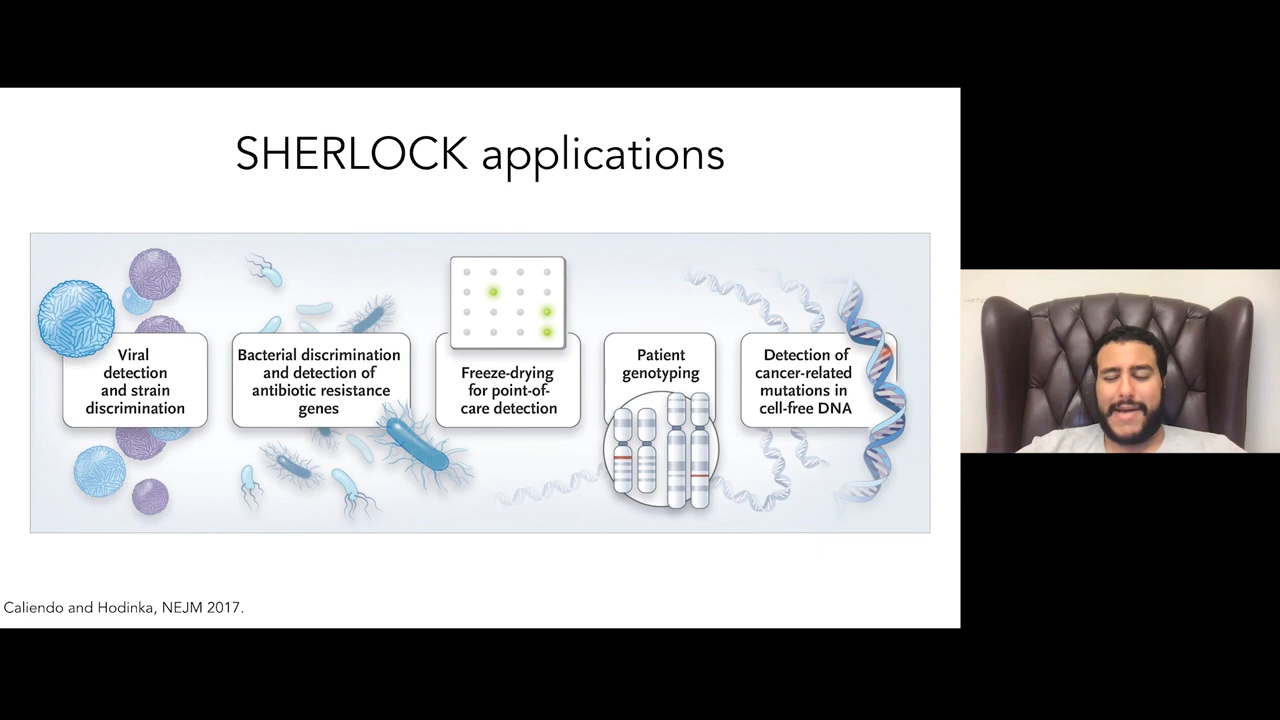 SHERLOCK applications
Viral
detection
and strain
discrimination
Bacterial discrimination
and detection of
antibiotic resistance
genes
Freeze-drying
for point-of-
care detection
Patient
genotyping
Detection of
cancer-related
mutations in
cell-free DNA
Caliendo and Hodinka, NEJM 2017.